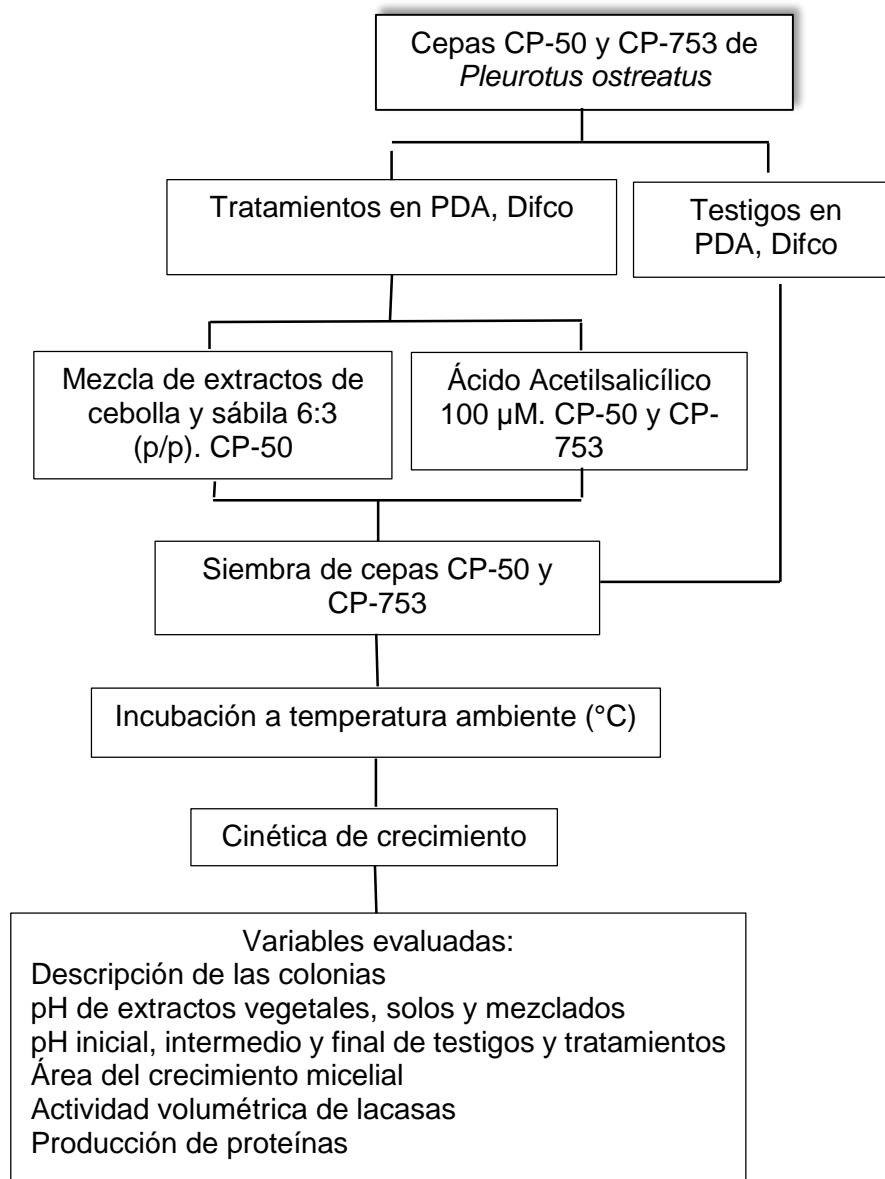 Cepas CP-50 y CP-753 de
Pleurotus ostreatus
Tratamientos en PDA, Difco
Testigos en
PDA, Difco
Mezcla de extractos de
cebolla y sábila 6:3
(p/p). CP-50
Ácido Acetilsalicílico
100 µM. CP-50 y CP-
753
Siembra de cepas CP-50 y
CP-753
Incubación a temperatura ambiente (°C)
Cinética de crecimiento
Variables evaluadas:
Descripción de las colonias
pH de extractos vegetales, solos y mezclados
pH inicial, intermedio y final de testigos y tratamientos
Área del crecimiento micelial
Actividad volumétrica de lacasas
Producción de proteínas